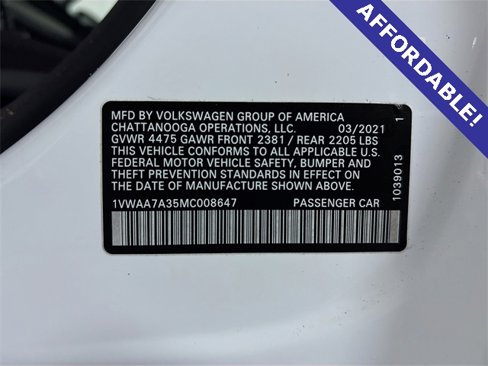 AFFORDABLE!
MFD BY VOLKSWAGEN GROUP OF AMERICA
CHATTANOOGA OPERATIONS, LLC. 03/2021
GVWR 4475 GAWR FRONT 2381 / REAR 2205 LBS
THIS VEHICLE CONFORMS TO ALL APPLICABLE U.S.
FEDERAL MOTOR VEHICLE SAFETY, BUMPER AND
THEFT PREVENTION STANDARDS IN EFFECT ON THE
DATE OF MANUFACTURE SHOWN ABOVE.
1VWAA7A35MC008647 PASSENGER CAR
1039013 1